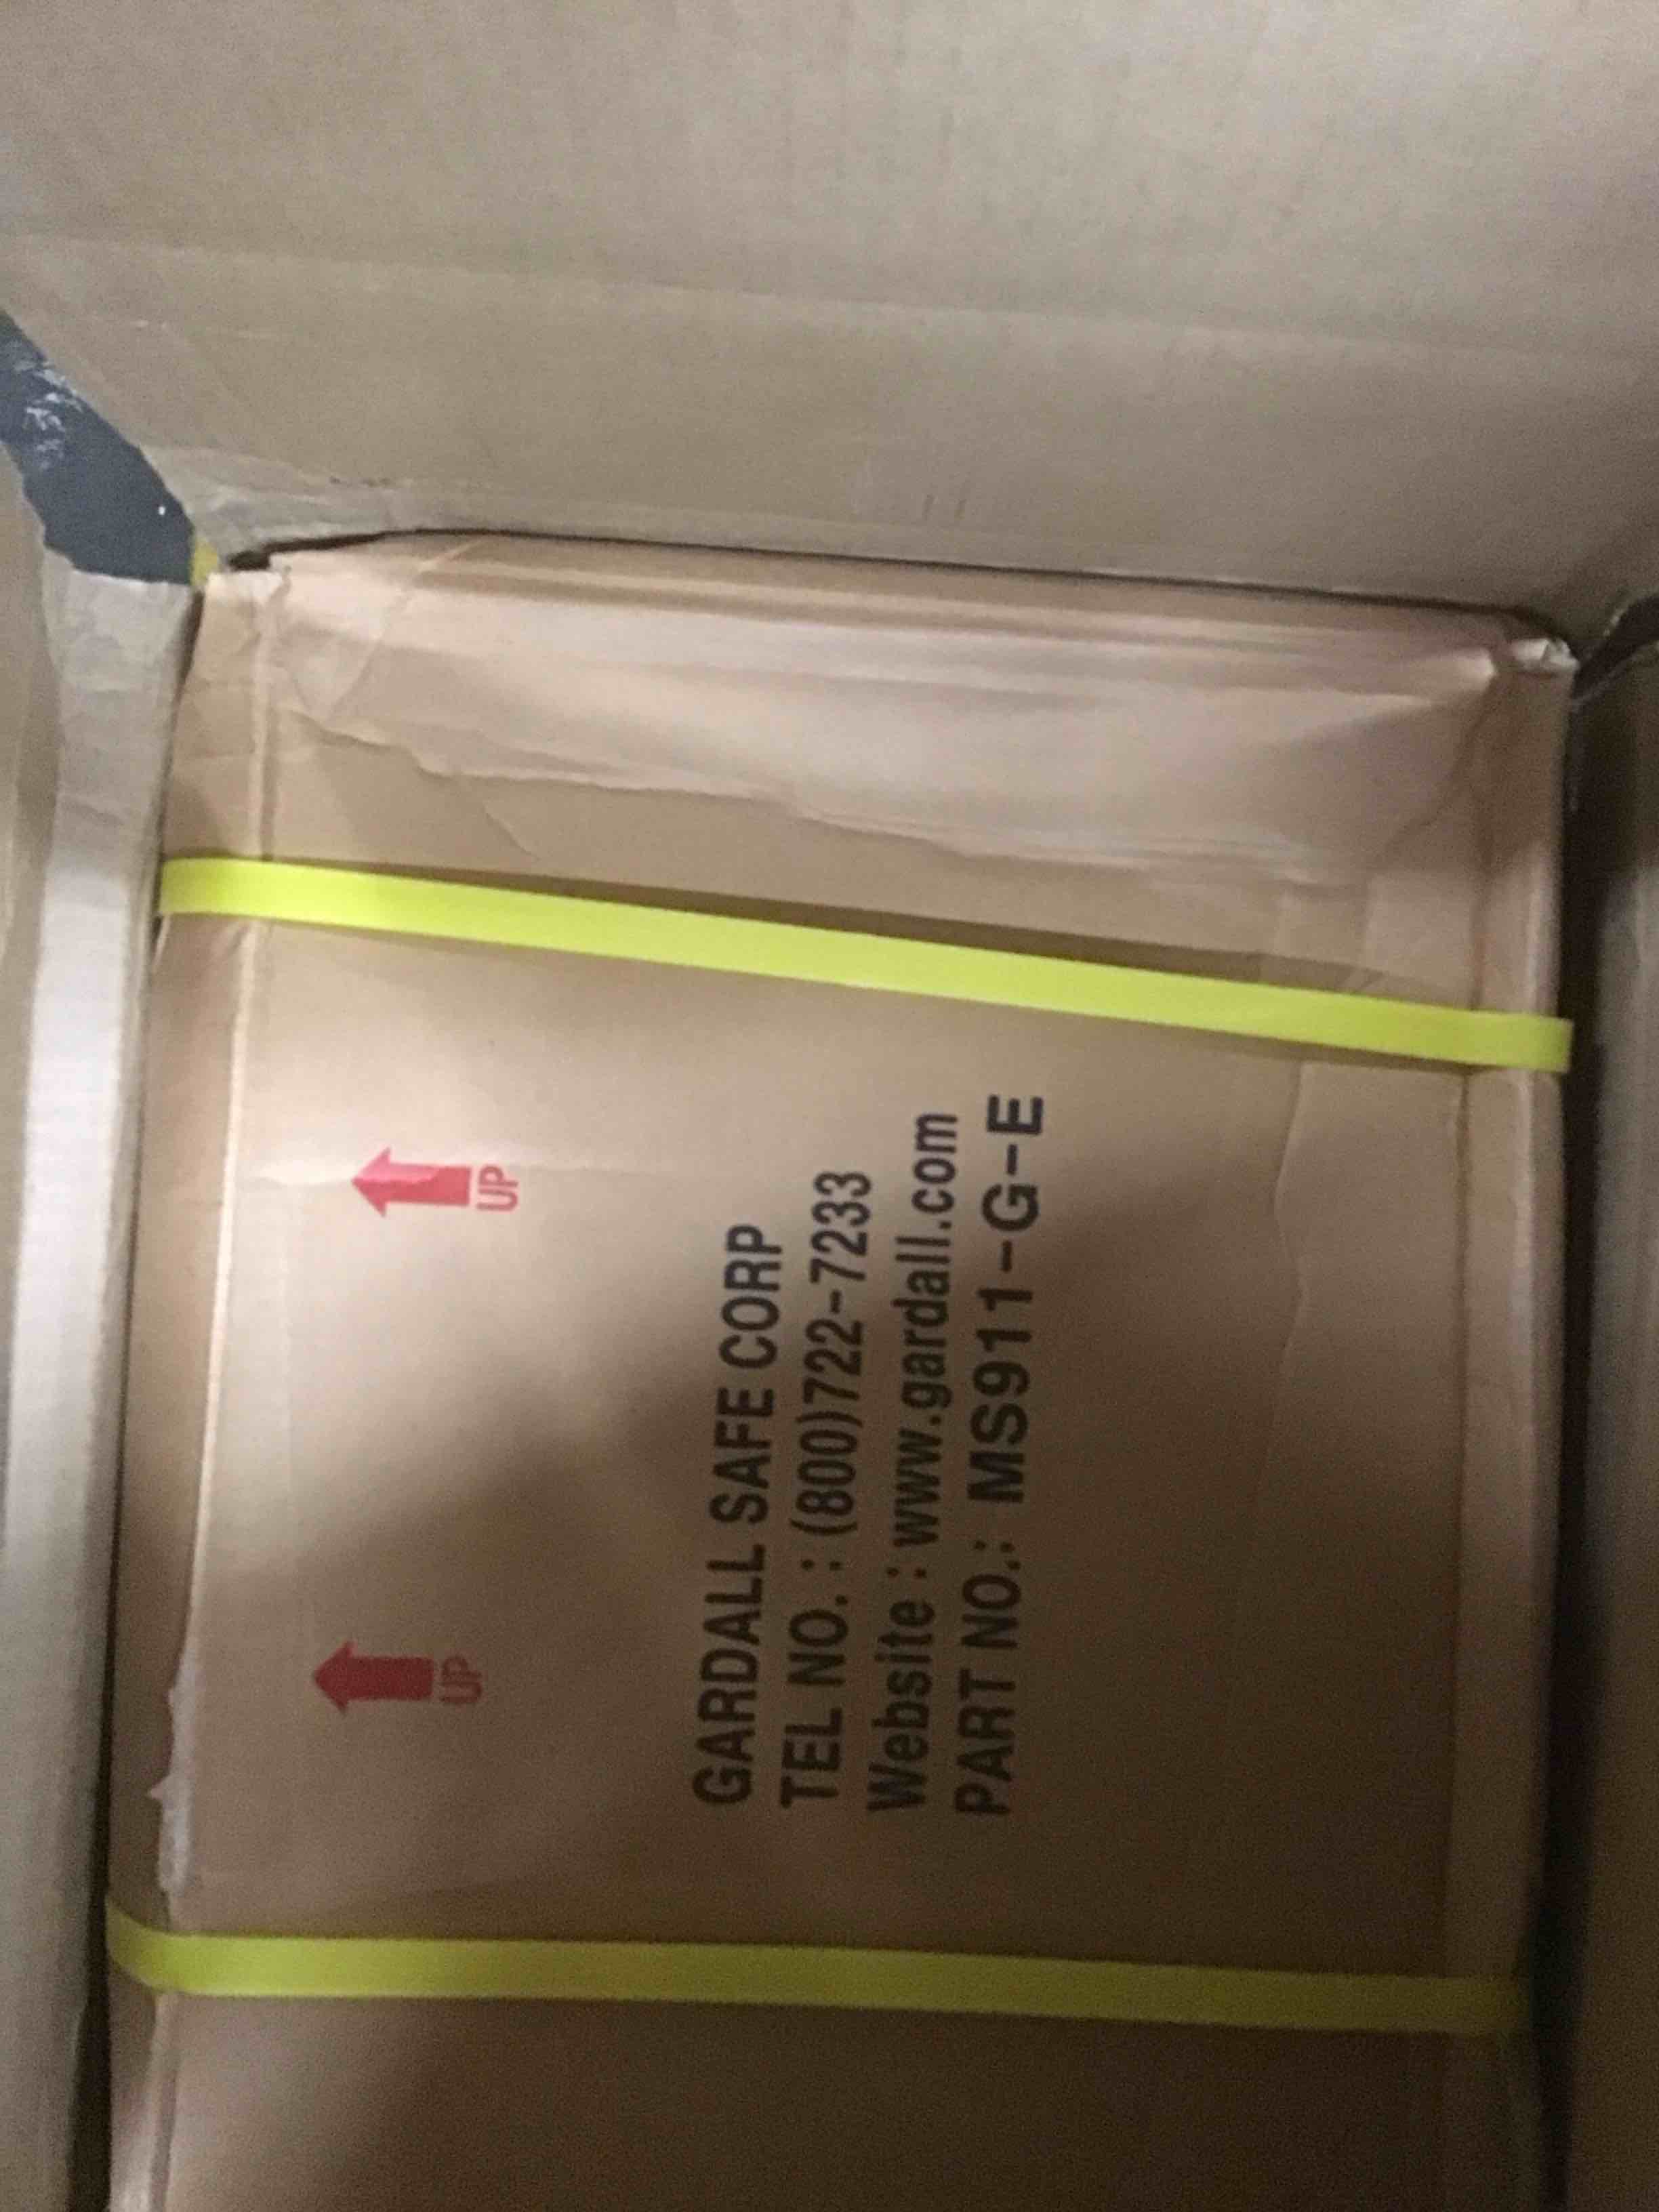 UP
UP
GARDALL SAFE CORP
TEL NO. : (800)722-7233
Website : www.gardall.com
PART NO.: MS911-G-E